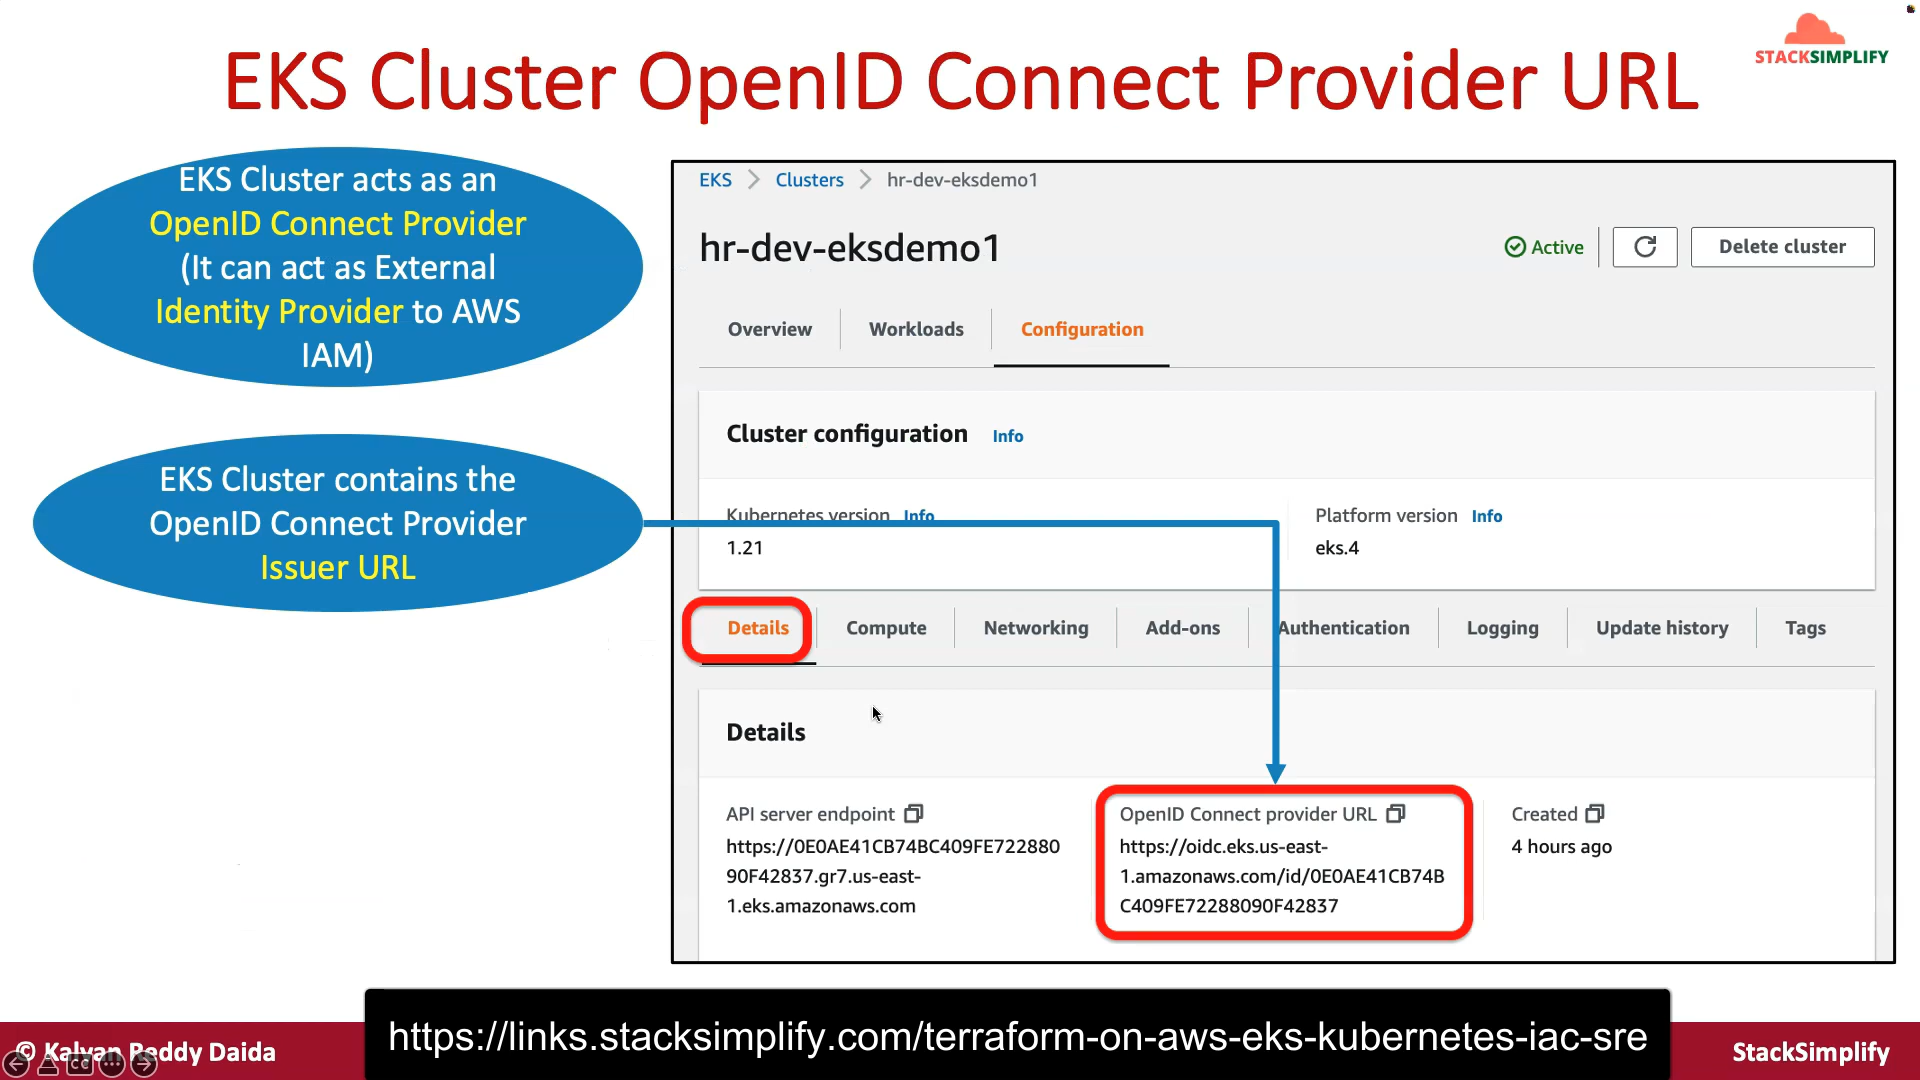 EKS Cluster OpenID Connect Provider URL
STACKSIMPLIFY
EKS Cluster acts as an
OpenID Connect Provider
(It can act as External
Identity Provider to AWS
IAM)
EKS Cluster contains the
OpenID Connect Provider
Issuer URL
EKS > Clusters > hr-dev-eksdemo1
hr-dev-eksdemo1
Active
Delete cluster
Overview
Workloads
Configuration
Cluster configuration Info
Kubernetes version Info
1.21
Platform version Info
eks.4
Details
Compute
Networking
Add-ons
Authentication
Logging
Update history
Tags
Details
API server endpoint
https://0E0AE41CB74BC409FE722880
90F42837.gr7.us-east-
1.eks.amazonaws.com
OpenID Connect provider URL
https://oidc.eks.us-east-
1.amazonaws.com/id/0E0AE41CB74B
C409FE72288090F42837
Created
4 hours ago
https://links.stacksimplify.com/terraform-on-aws-eks-kubernetes-iac-sre
© Kalyan Reddy Daida
CC
StackSimplify